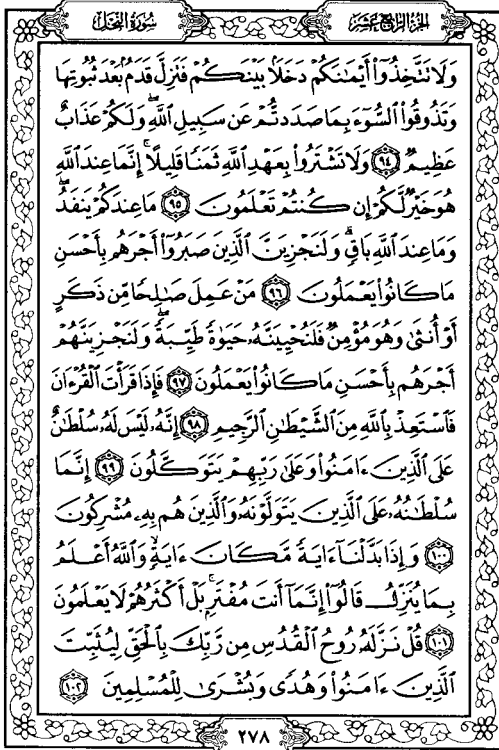 الجزء الرابع عشر سورة النحل
وَلَا تَتَّخِذُوٓا۟ أَيْمَـٰنَكُمْ دَخَلًۢا بَيْنَكُمْ فَتَزِلَّ قَدَمٌۢ بَعْدَ ثُبُوتِهَا
وَتَذُوقُوا۟ ٱلسُّوٓءَ بِمَا صَدَدتُّمْ عَن سَبِيلِ ٱللَّهِ ۖ وَلَكُمْ عَذَابٌ
عَظِيمٌ ٩٤ وَلَا تَشْتَرُوا۟ بِعَهْدِ ٱللَّهِ ثَمَنًا قَلِيلًا ۚ إِنَّمَا عِندَ ٱللَّهِ
هُوَ خَيْرٌ لَّكُمْ إِن كُنتُمْ تَعْلَمُونَ ٩٥ مَا عِندَكُمْ يَنفَدُ ۖ
وَمَا عِندَ ٱللَّهِ بَاقٍ ۗ وَلَنَجْزِيَنَّ ٱلَّذِينَ صَبَرُوٓا۟ أَجْرَهُم بِأَحْسَنِ
مَا كَانُوا۟ يَعْمَلُونَ ٩٦ مَنْ عَمِلَ صَـٰلِحًا مِّن ذَكَرٍ
أَوْ أُنثَىٰ وَهُوَ مُؤْمِنٌ فَلَنُحْيِيَنَّهُۥ حَيَوٰةً طَيِّبَةً ۖ وَلَنَجْزِيَنَّهُمْ
أَجْرَهُم بِأَحْسَنِ مَا كَانُوا۟ يَعْمَلُونَ ٩٧ فَإِذَا قَرَأْتَ ٱلْقُرْءَانَ
فَٱسْتَعِذْ بِٱللَّهِ مِنَ ٱلشَّيْطَـٰنِ ٱلرَّجِيمِ ٩٨ إِنَّهُۥ لَيْسَ لَهُۥ سُلْطَـٰنٌ
عَلَى ٱلَّذِينَ ءَامَنُوا۟ وَعَلَىٰ رَبِّهِمْ يَتَوَكَّلُونَ ٩٩ إِنَّمَا
سُلْطَـٰنُهُۥ عَلَى ٱلَّذِينَ يَتَوَلَّوْنَهُۥ وَٱلَّذِينَ هُم بِهِۦ مُشْرِكُونَ
١٠٠ وَإِذَا بَدَّلْنَآ ءَايَةً مَّكَانَ ءَايَةٍ ۙ وَٱللَّهُ أَعْلَمُ
بِمَا يُنَزِّلُ قَالُوٓا۟ إِنَّمَآ أَنتَ مُفْتَرٍۭ ۚ بَلْ أَكْثَرُهُمْ لَا يَعْلَمُونَ
١٠١ قُلْ نَزَّلَهُۥ رُوحُ ٱلْقُدُسِ مِن رَّبِّكَ بِٱلْحَقِّ لِيُثَبِّتَ
ٱلَّذِينَ ءَامَنُوا۟ وَهُدًى وَبُشْرَىٰ لِلْمُسْلِمِينَ ١٠٢
٢٧٨